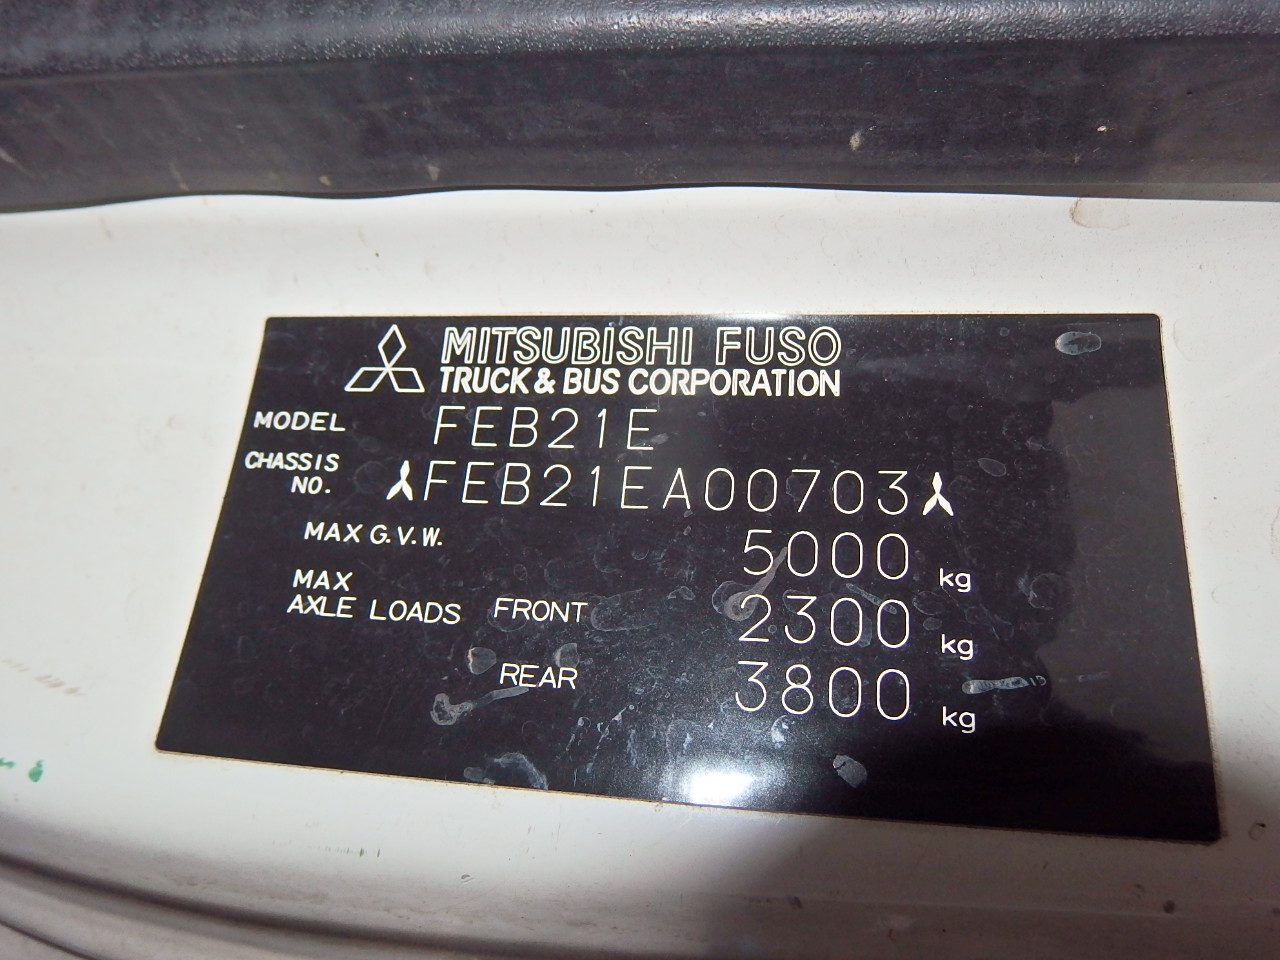 MITSUBISHI FUSO
TRUCK & BUS CORPORATION
MODEL FEB21E
CHASSIS NO. FEB21EA00703
MAX G.V.W. 5000 kg
MAX AXLE LOADS FRONT 2300 kg
REAR 3800 kg